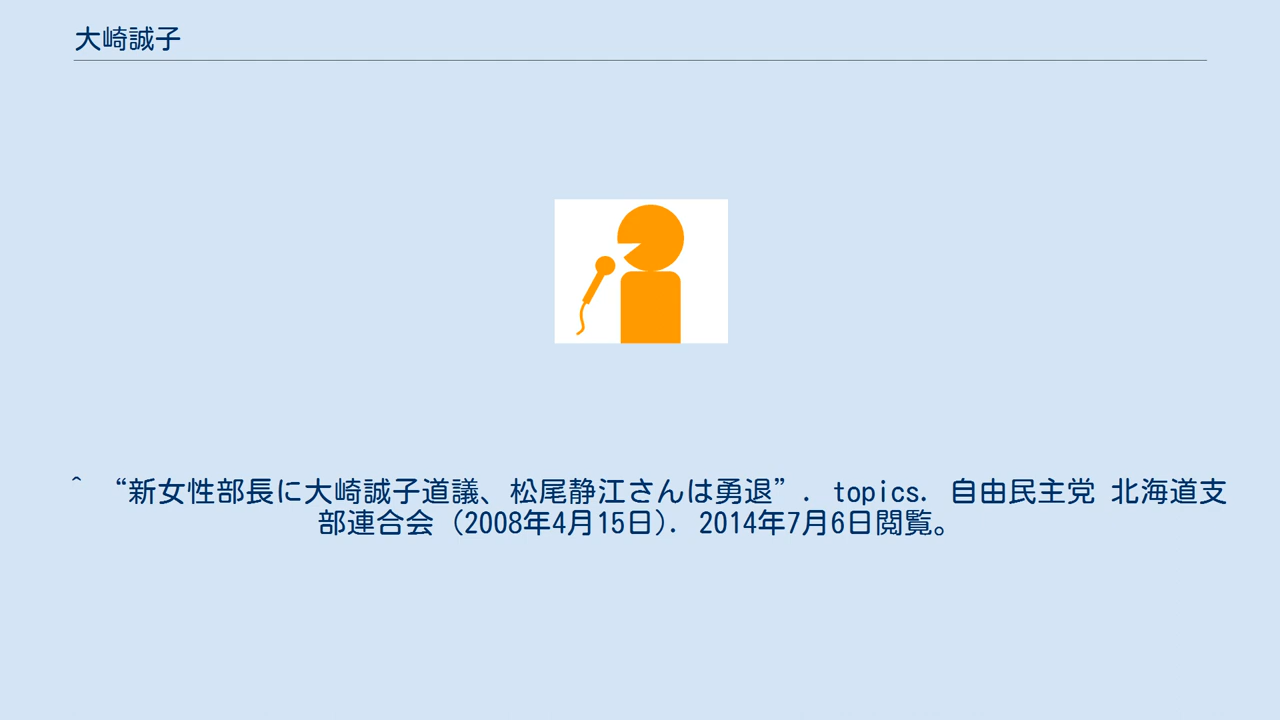 大崎誠子
^ “新女性部長に大崎誠子道議、松尾静江さんは勇退”. topics. 自由民主党 北海道支
部連合会 (2008年4月15日). 2014年7月6日閲覧。